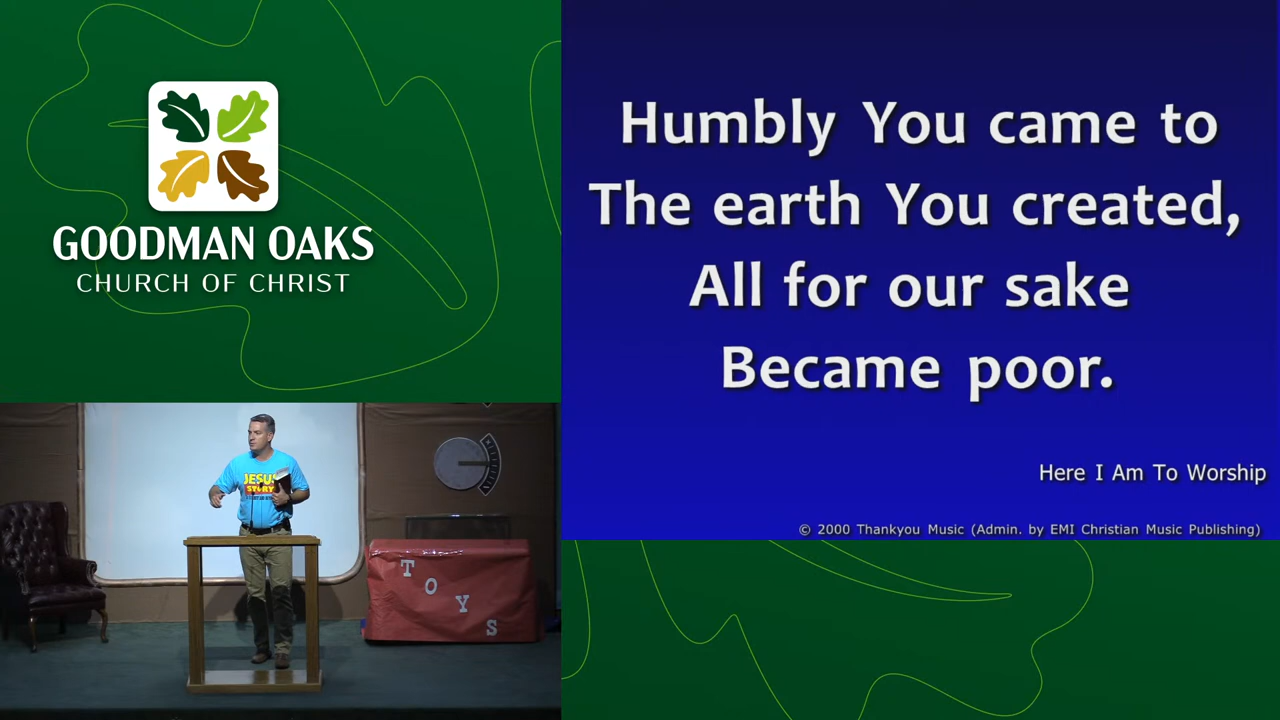 GOODMAN OAKS
CHURCH OF CHRIST
Humbly You came to
The earth You created,
All for our sake
Became poor.
Here I Am To Worship
© 2000 Thankyou Music (Admin. by EMI Christian Music Publishing)
JESUS
STORY
T
O
Y
S